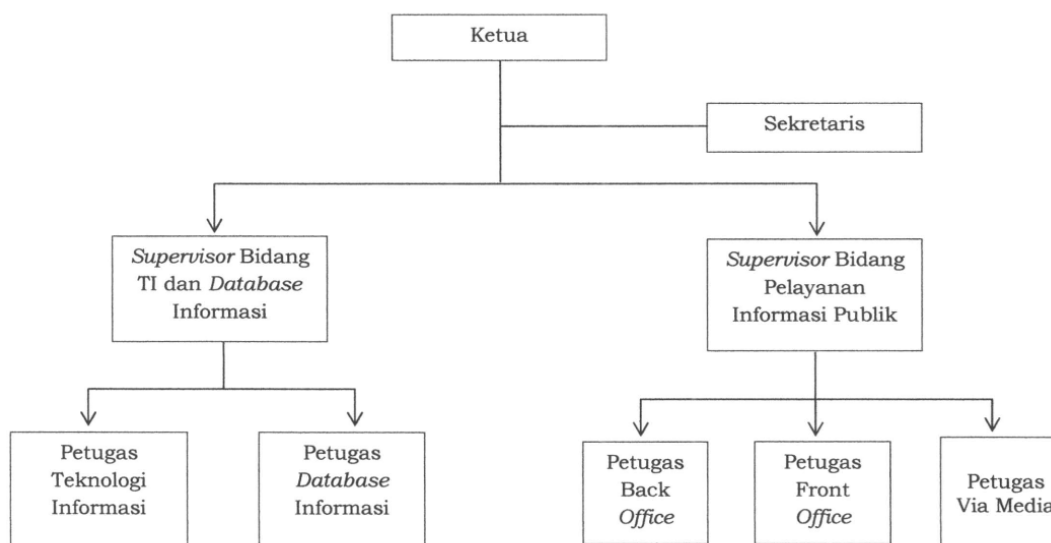 Ketua
Sekretaris
Supervisor Bidang
TI dan Database
Informasi
Supervisor Bidang
Pelayanan
Informasi Publik
Petugas
Teknologi
Informasi
Petugas
Database
Informasi
Petugas
Back
Office
Petugas
Front
Office
Petugas
Via Media